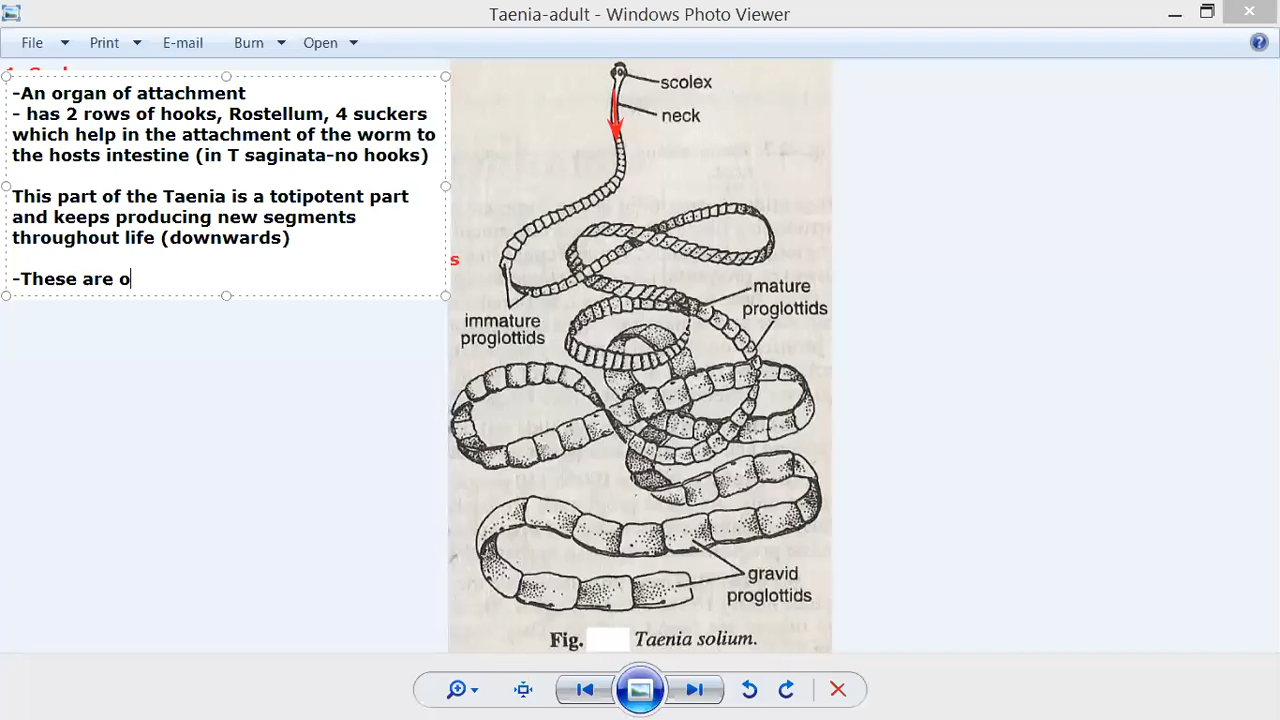 Taenia-adult - Windows Photo Viewer
File Print E-mail Burn Open
-An organ of attachment
- has 2 rows of hooks, Rostellum, 4 suckers
which help in the attachment of the worm to
the hosts intestine (in T saginata-no hooks)
This part of the Taenia is a totipotent part
and keeps producing new segments
throughout life (downwards)
-These are o
s
scolex
neck
immature
proglottids
mature
proglottids
gravid
proglottids
Fig. Taenia solium.